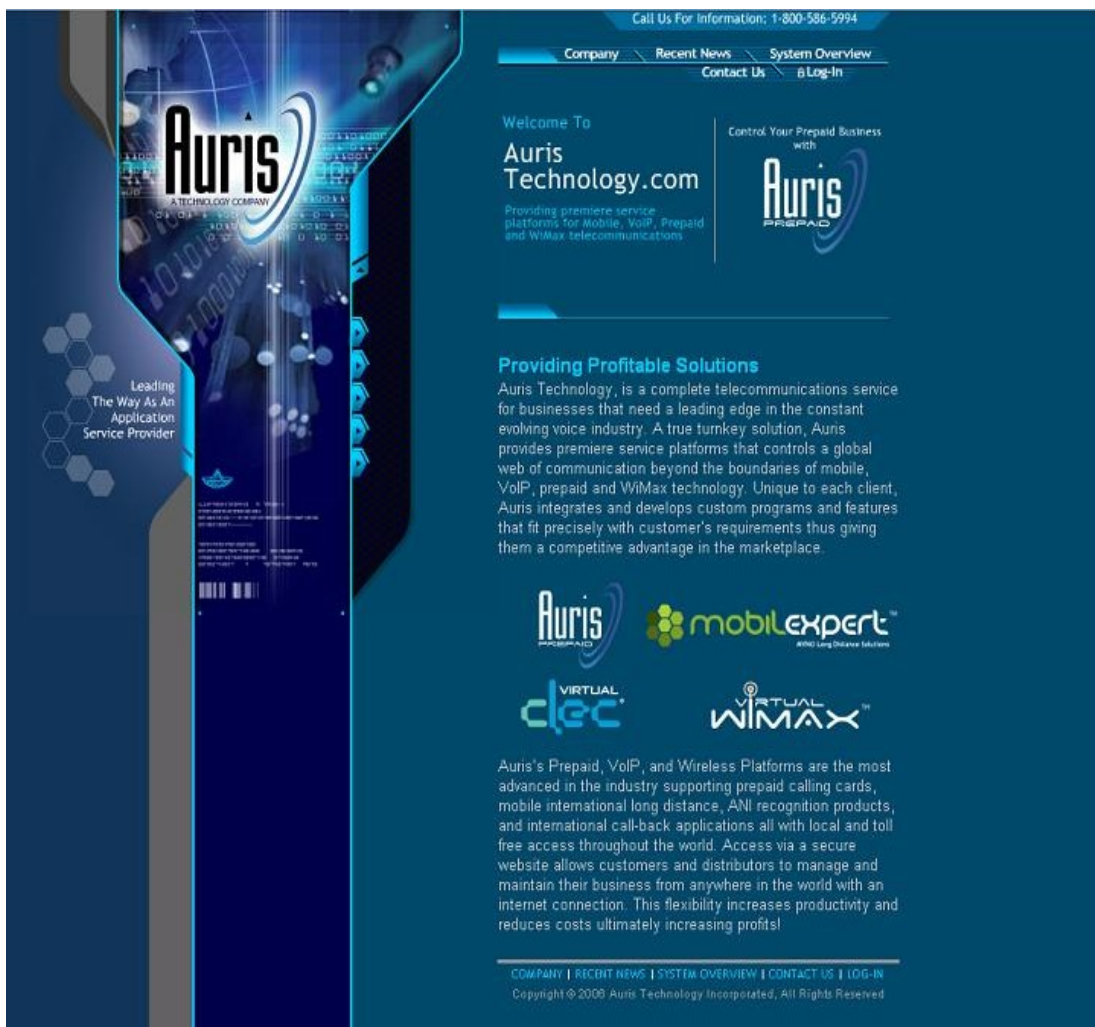 Call Us For Information: 1-800-586-5994
Company Recent News System Overview
Contact Us Log-In
Auris
A TECHNOLOGY COMPANY
Welcome To
Auris
Technology.com
Providing premiere service
platforms for Mobile, VoIP, Prepaid
and WiMax telecommunications
Control Your Prepaid Business
with
Auris
PREPAID
Leading
The Way As An
Application
Service Provider
Providing Profitable Solutions
Auris Technology, is a complete telecommunications service
for businesses that need a leading edge in the constant
evolving voice industry. A true turnkey solution, Auris
provides premiere service platforms that controls a global
web of communication beyond the boundaries of mobile,
VoIP, prepaid and WiMax technology. Unique to each client,
Auris integrates and develops custom programs and features
that fit precisely with customer's requirements thus giving
them a competitive advantage in the marketplace.
Auris
PREPAID
mobilexpert™
MVNO Long Distance Solutions
VIRTUAL
clec
VIRTUAL
WiMAX™
Auris's Prepaid, VoIP, and Wireless Platforms are the most
advanced in the industry supporting prepaid calling cards,
mobile international long distance, ANI recognition products,
and international call-back applications all with local and toll
free access throughout the world. Access via a secure
website allows customers and distributors to manage and
maintain their business from anywhere in the world with an
internet connection. This flexibility increases productivity and
reduces costs ultimately increasing profits!
COMPANY | RECENT NEWS | SYSTEM OVERVIEW | CONTACT US | LOG-IN
Copyright © 2006 Auris Technology Incorporated, All Rights Reserved